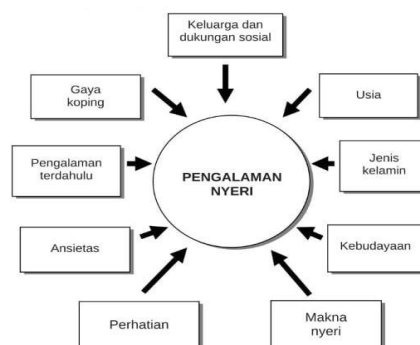 Keluarga dan
dukungan sosial
Gaya
koping
Usia
Pengalaman
terdahulu
PENGALAMAN
NYERI
Jenis
kelamin
Ansietas
Kebudayaan
Perhatian
Makna
nyeri